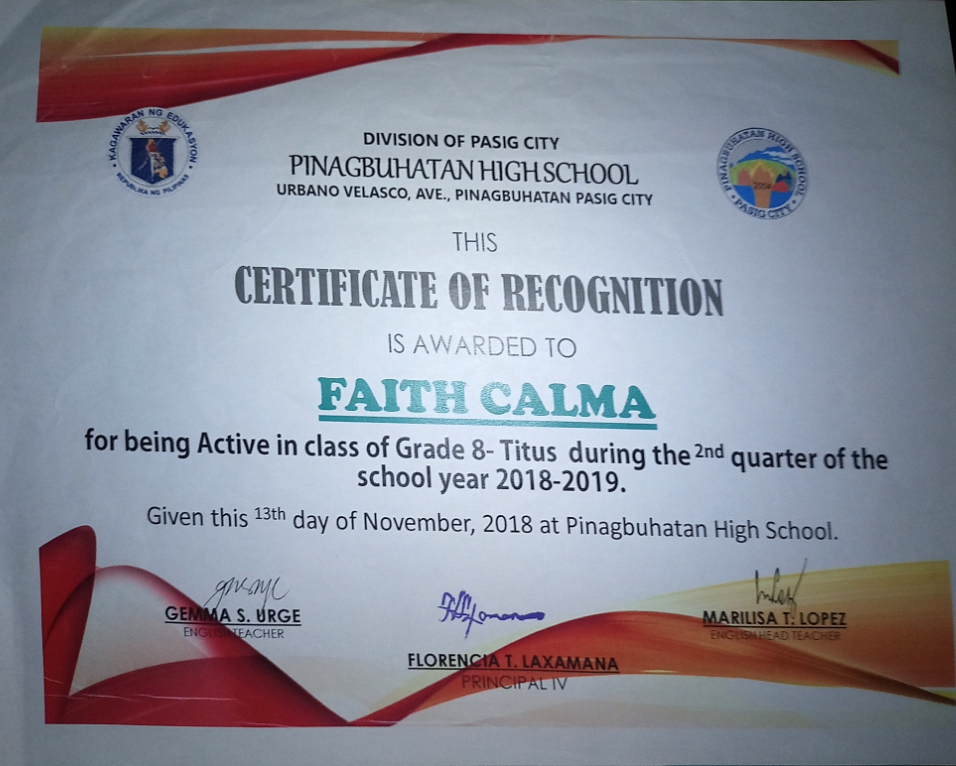 KAGAWARAN NG EDUKASYON
REPUBLIKA NG PILIPINAS
DIVISION OF PASIG CITY
PINAGBUHATAN HIGH SCHOOL
URBANO VELASCO, AVE., PINAGBUHATAN PASIG CITY
PINAGBUHATAN HIGH SCHOOL
2004
PASIG CITY
THIS
CERTIFICATE OF RECOGNITION
IS AWARDED TO
FAITH CALMA
for being Active in class of Grade 8- Titus during the 2nd quarter of the
school year 2018-2019.
Given this 13th day of November, 2018 at Pinagbuhatan High School.
GEMMA S. URGE
ENGLISH TEACHER
MARILISA T. LOPEZ
ENGLISH HEAD TEACHER
FLORENCIA T. LAXAMANA
PRINCIPAL IV